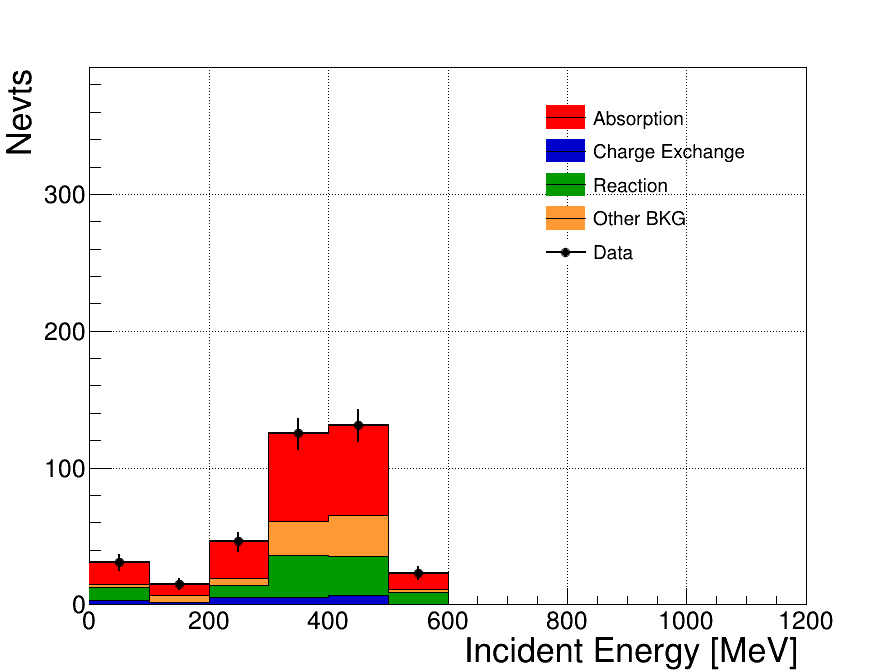 Nevts
300
200
100
0
0 200 400 600 800 1000 1200
Incident Energy [MeV]
Absorption
Charge Exchange
Reaction
Other BKG
Data